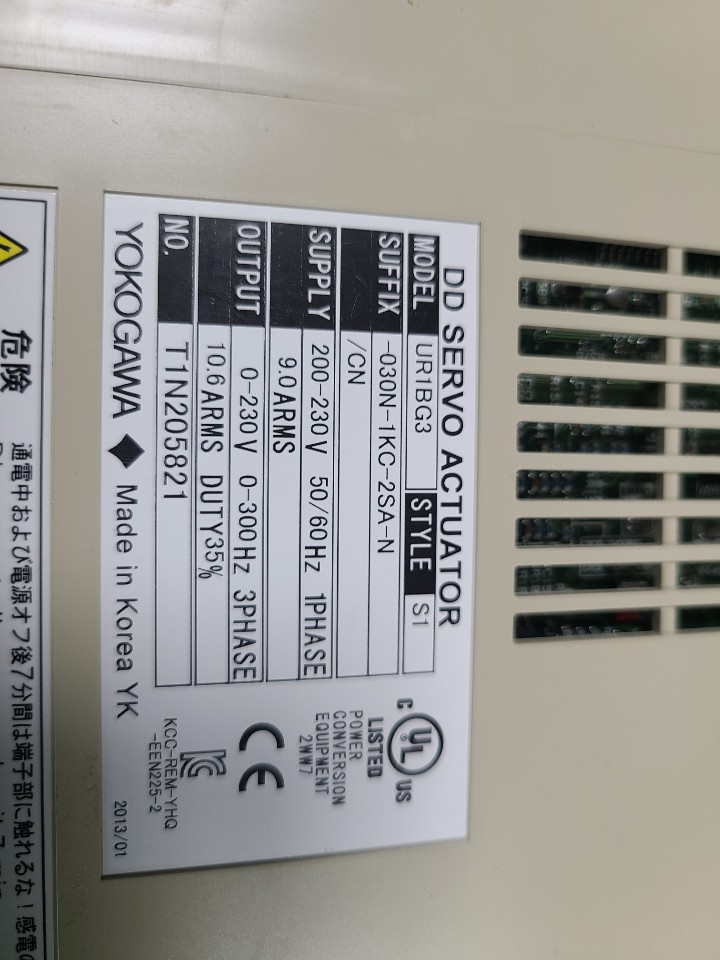 DD SERVO ACTUATOR
MODEL UR1BG3 STYLE S1
SUFFIX -030N-1KC-2SA-N
/CN
SUPPLY 200-230V 50/60Hz 1PHASE
9.0ARMS
OUTPUT 0-230V 0-300Hz 3PHASE
10.6ARMS DUTY35%
NO. T1N205821
YOKOGAWA Made in Korea YK
C UL US
LISTED
POWER
CONVERSION
EQUIPMENT
2WW7
CE
KCC-REM-YHQ
-EEN225-2
2013/01
危険
通電中および電源オフ後7分間は端子部に触れるな!感電の